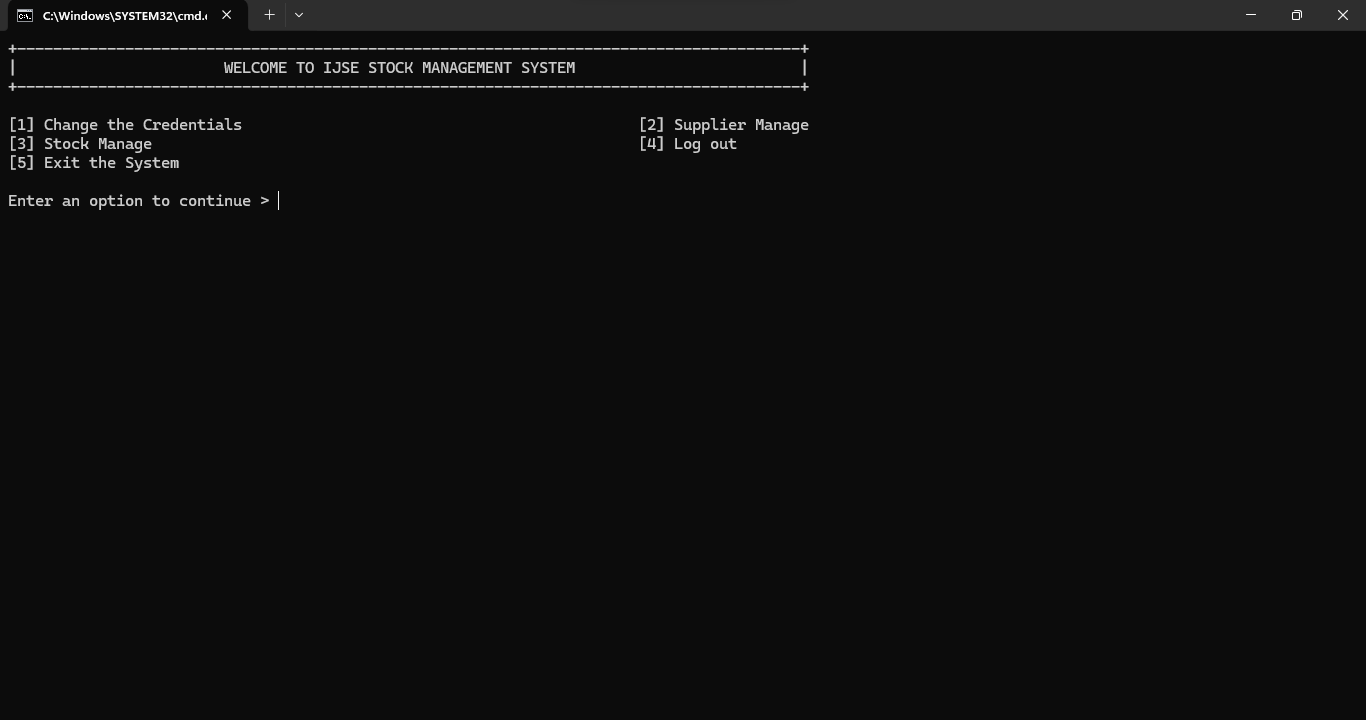 C:\Windows\SYSTEM32\cmd.
+---------------------------------------------------------------------------------------+
| WELCOME TO IJSE STOCK MANAGEMENT SYSTEM |
+---------------------------------------------------------------------------------------+
[1] Change the Credentials [2] Supplier Manage
[3] Stock Manage [4] Log out
[5] Exit the System
Enter an option to continue >